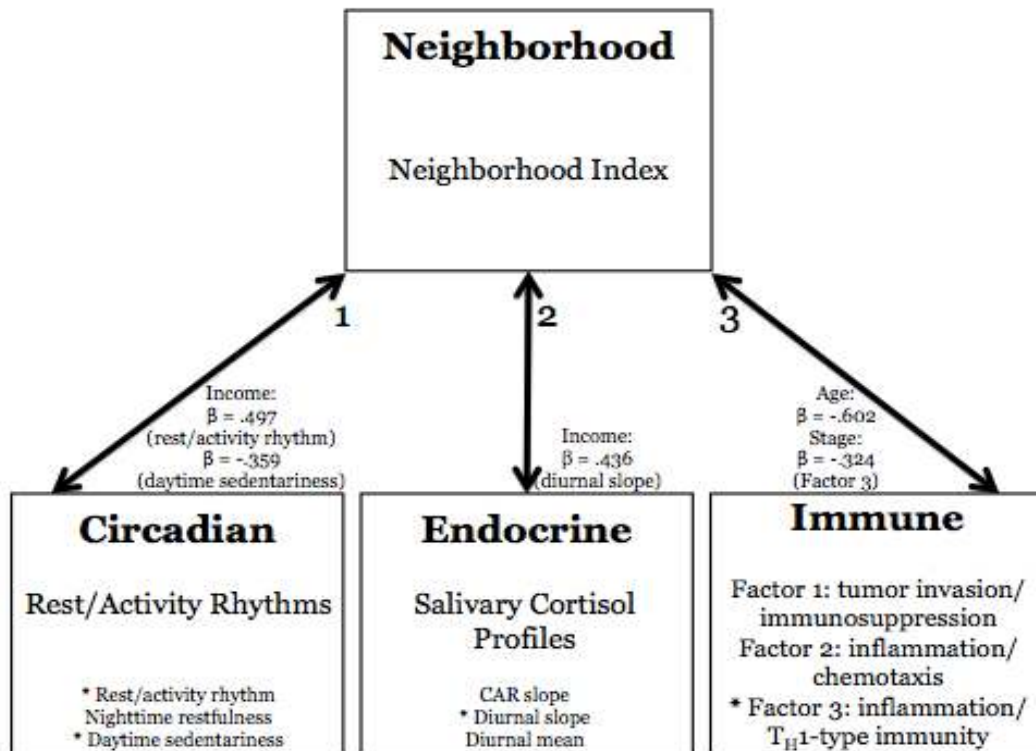 Neighborhood
Neighborhood Index
1
2
3
Income:
β = .497
(rest/activity rhythm)
β = -.359
(daytime sedentariness)
Income:
β = .436
(diurnal slope)
Age:
β = -.602
Stage:
β = -.324
(Factor 3)
Circadian
Rest/Activity Rhythms
* Rest/activity rhythm
Nighttime restfulness
* Daytime sedentariness
Endocrine
Salivary Cortisol
Profiles
CAR slope
* Diurnal slope
Diurnal mean
Immune
Factor 1: tumor invasion/
immunosuppression
Factor 2: inflammation/
chemotaxis
* Factor 3: inflammation/
TH1-type immunity